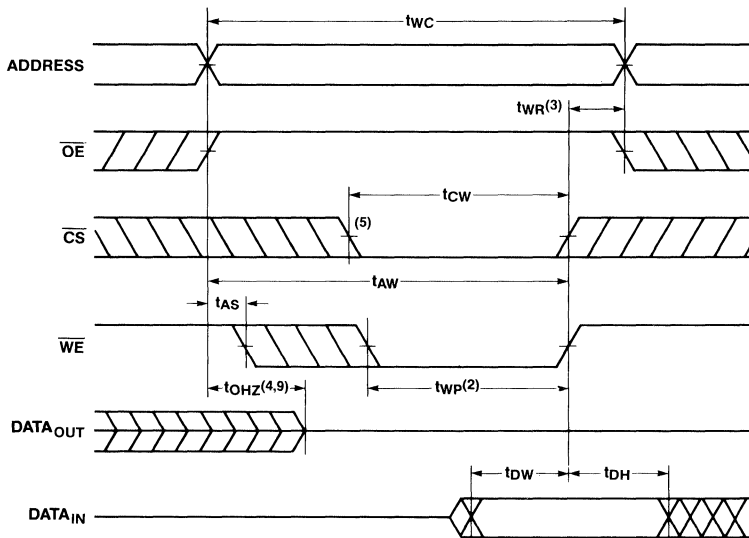 tWC
ADDRESS
tWR(3)
OE
tCW
CS
(5)
tAW
tAS
WE
tOHZ(4,9)
tWP(2)
DATAOUT
tDW
tDH
DATAIN